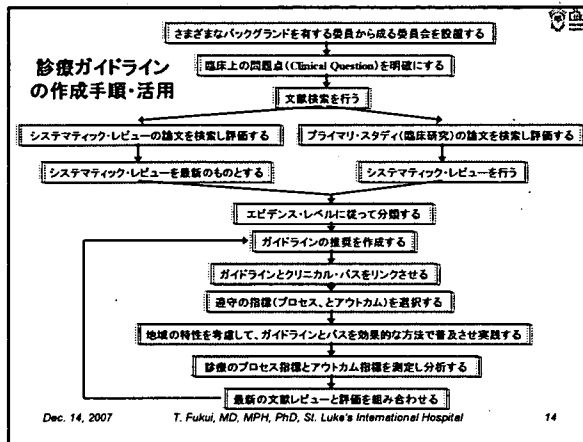 さまざまなバックグランドを有する委員から成る委員会を設置する
診療ガイドライン
の作成手順・活用
臨床上の問題点(Clinical Question)を明確にする
文献検索を行う
システマティック・レビューの論文を検索し評価する
プライマリ・スタディ(臨床研究)の論文を検索し評価する
システマティック・レビューを最新のものとする
システマティック・レビューを行う
エビデンス・レベルに従って分類する
ガイドラインの推奨を作成する
ガイドラインとクリニカル・パスをリンクさせる
遵守の指標(プロセス、とアウトカム)を選択する
地域の特性を考慮して、ガイドラインとパスを効果的な方法で普及させ実践する
診療のプロセス指標とアウトカム指標を測定し分析する
最新の文献レビューと評価を組み合わせる
Dec. 14, 2007
T. Fukui, MD, MPH, PhD, St. Luke's International Hospital
14